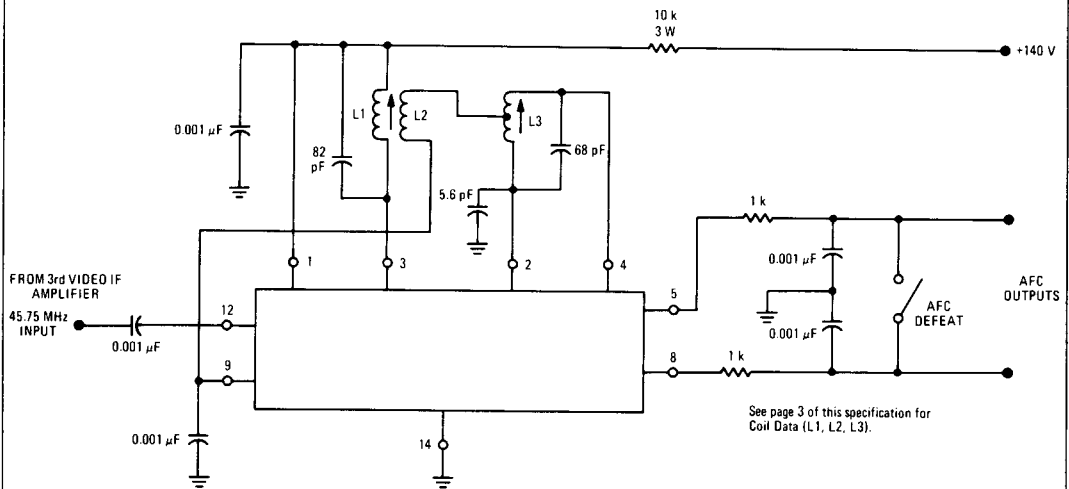 10 k
3 W
+140 V
0.001 µF
L1
L2
L3
82
pF
68 pF
5.6 pF
1 k
1
3
2
4
FROM 3rd VIDEO IF
AMPLIFIER
45.75 MHz
INPUT
12
5
0.001 µF
AFC
OUTPUTS
AFC
DEFEAT
0.001 µF
0.001 µF
9
8
1 k
0.001 µF
14
See page 3 of this specification for
Coil Data (L1, L2, L3).